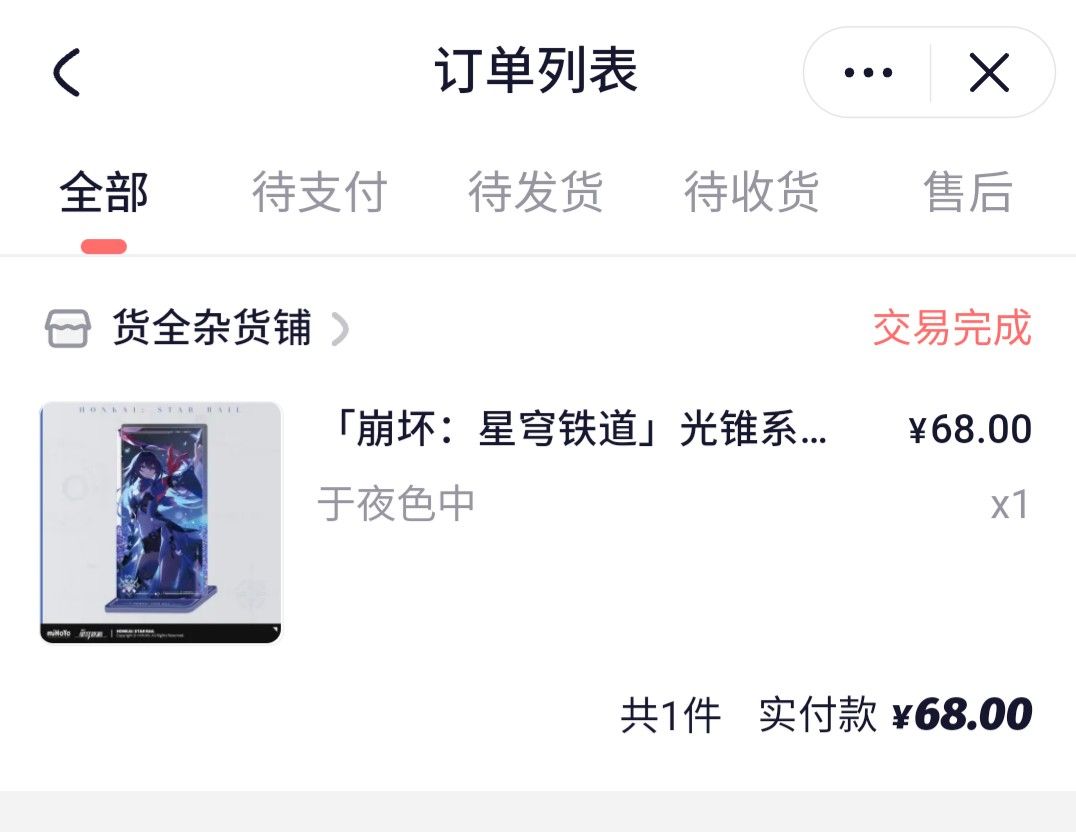 订单列表
全部 待支付 待发货 待收货 售后
货全杂货铺 交易完成
「崩坏：星穹铁道」光锥系... ¥68.00
于夜色中 x1
HONKAI: STAR RAIL
miHoYo
HONKAI: STAR RAIL
共1件 实付款 ¥68.00